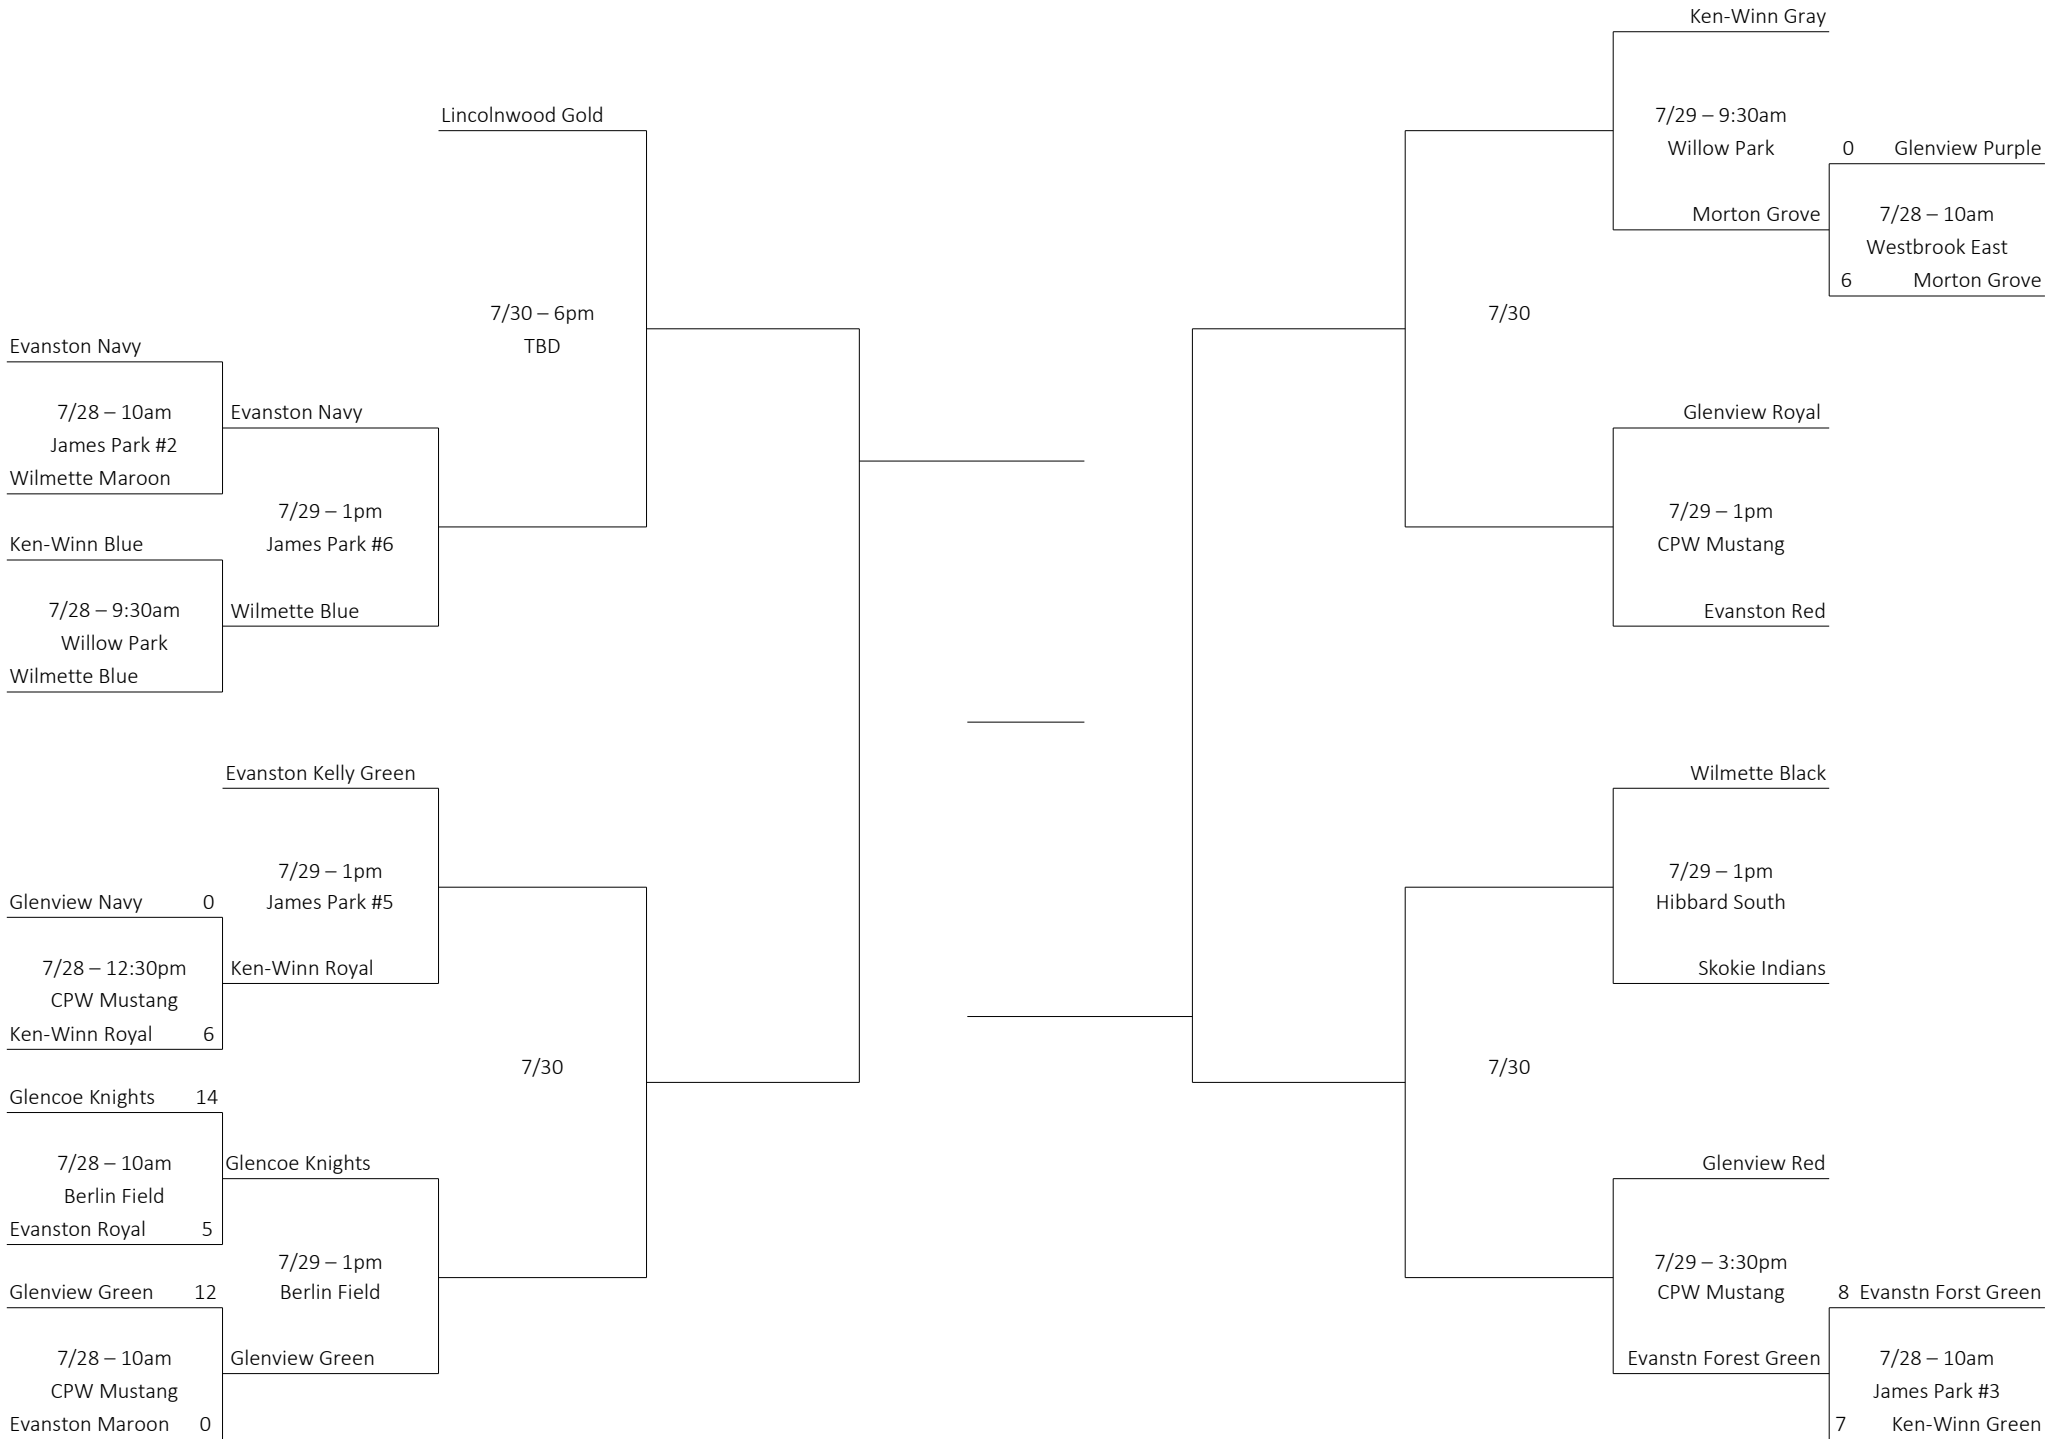 Lincolnwood Gold
7/30 – 6pm
TBD
Evanston Navy
7/28 – 10am
James Park #2
Wilmette Maroon
Evanston Navy
7/29 – 1pm
James Park #6
Ken-Winn Blue
7/28 – 9:30am
Willow Park
Wilmette Blue
Wilmette Blue
Evanston Kelly Green
7/29 – 1pm
James Park #5
Glenview Navy 0
7/28 – 12:30pm
CPW Mustang
Ken-Winn Royal 6
Ken-Winn Royal
7/30
Glencoe Knights 14
7/28 – 10am
Berlin Field
Evanston Royal 5
Glencoe Knights
7/29 – 1pm
Berlin Field
Glenview Green 12
7/28 – 10am
CPW Mustang
Evanston Maroon 0
Glenview Green
Ken-Winn Gray
7/29 – 9:30am
Willow Park
0 Glenview Purple
7/28 – 10am
Westbrook East
6 Morton Grove
Morton Grove
7/30
Glenview Royal
7/29 – 1pm
CPW Mustang
Evanston Red
Wilmette Black
7/29 – 1pm
Hibbard South
Skokie Indians
7/30
Glenview Red
7/29 – 3:30pm
CPW Mustang
8 Evanstn Forst Green
Evanstn Forest Green
7/28 – 10am
James Park #3
7 Ken-Winn Green